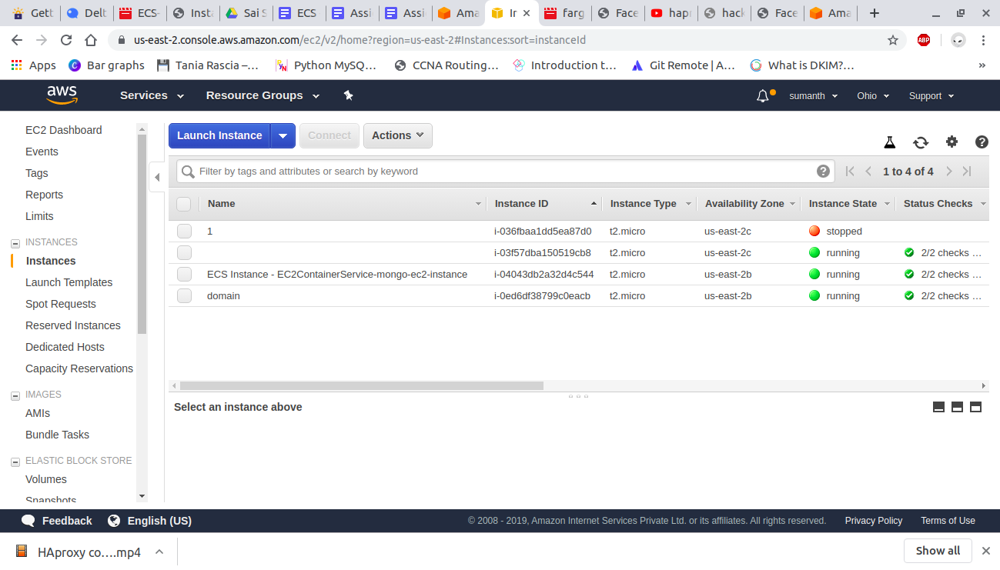 Gett
Delt
ECS-
Insta
Sai S
ECS
Assi
Assi
Ama
In
farg
Face
hapr
hack
Face
Ama
us-east-2.console.aws.amazon.com/ec2/v2/home?region=us-east-2#Instances:sort=instanceId
ABP
Apps
Bar graphs
Tania Rascia –…
Python MySQ…
CCNA Routing…
Introduction t…
Git Remote | A…
What is DKIM?…
aws
Services
Resource Groups
sumanth
Ohio
Support
EC2 Dashboard
Events
Tags
Reports
Limits
INSTANCES
Instances
Launch Templates
Spot Requests
Reserved Instances
Dedicated Hosts
Capacity Reservations
IMAGES
AMIs
Bundle Tasks
ELASTIC BLOCK STORE
Volumes
Snapshots
Launch Instance
Connect
Actions
Filter by tags and attributes or search by keyword
1 to 4 of 4
Name Instance ID Instance Type Availability Zone Instance State Status Checks
1 i-036fbaa1dd5ea87d0 t2.micro us-east-2c stopped
i-03f57dba150519cb8 t2.micro us-east-2c running 2/2 checks …
ECS Instance - EC2ContainerService-mongo-ec2-instance i-04043db2a32d4c544 t2.micro us-east-2b running 2/2 checks …
domain i-0ed6df38799c0eacb t2.micro us-east-2b running 2/2 checks …
Select an instance above
Feedback
English (US)
© 2008 - 2019, Amazon Internet Services Private Ltd. or its affiliates. All rights reserved.
Privacy Policy
Terms of Use
HAproxy co….mp4
Show all